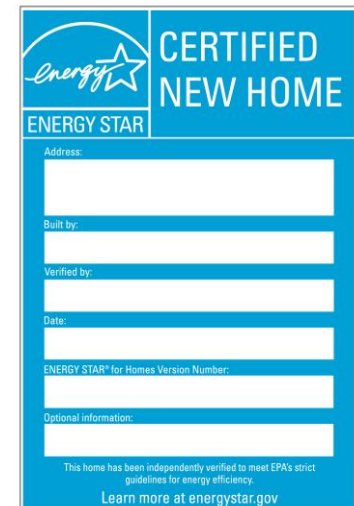 energy
ENERGY STAR
CERTIFIED
NEW HOME
Address:
Built by:
Verified by:
Date:
ENERGY STAR® for Homes Version Number:
Optional information:
This home has been independently verified to meet EPA's strict
guidelines for energy efficiency.
Learn more at energystar.gov